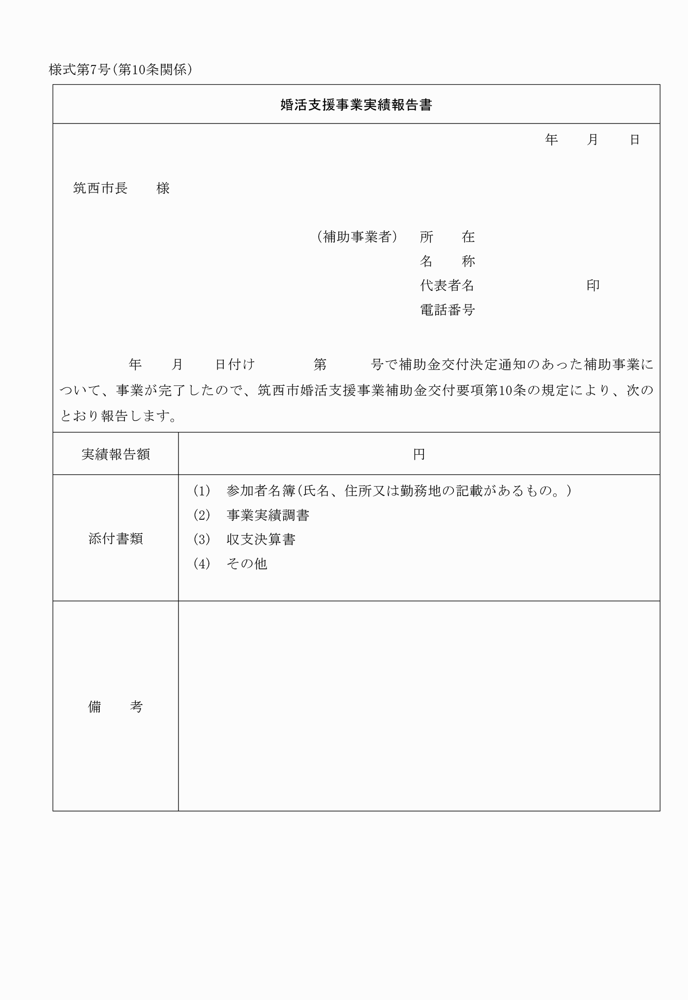 様式第7号(第10条関係)
婚活支援事業実績報告書
年　　月　　日
筑西市長　　様
(補助事業者)　所　　在
名　　称
代表者名　　　　　　　　印
電話番号
年　　月　　日付け　　　　第　　　号で補助金交付決定通知のあった補助事業に
ついて、事業が完了したので、筑西市婚活支援事業補助金交付要項第10条の規定により、次の
とおり報告します。
実績報告額　　円
添付書類
(1)　参加者名簿(氏名、住所又は勤務地の記載があるもの。)
(2)　事業実績調書
(3)　収支決算書
(4)　その他
備　　考